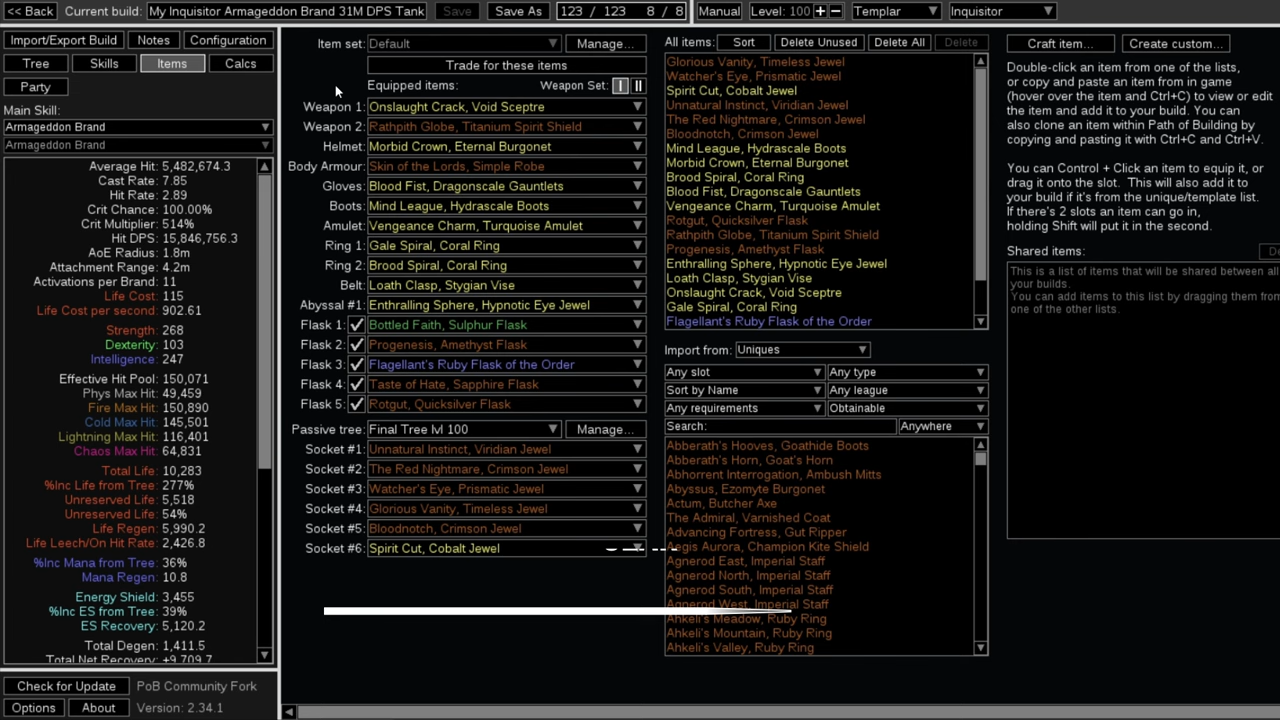 << Back Current build: My Inquisitor Armageddon Brand 31M DPS Tank Save Save As 123 / 123 8 / 8 Manual Level: 100 + − Templar Inquisitor
Import/Export Build Notes Configuration
Tree Skills Items Calcs
Party
Main Skill:
Armageddon Brand
Armageddon Brand
Average Hit: 5,482,674.3
Cast Rate: 7.85
Hit Rate: 2.89
Crit Chance: 100.00%
Crit Multiplier: 514%
Hit DPS: 15,846,756.3
AoE Radius: 1.8m
Attachment Range: 4.2m
Activations per Brand: 11
Life Cost: 115
Life Cost per second: 902.61
Strength: 268
Dexterity: 103
Intelligence: 247
Effective Hit Pool: 150,071
Phys Max Hit: 49,459
Fire Max Hit: 150,890
Cold Max Hit: 145,501
Lightning Max Hit: 116,401
Chaos Max Hit: 64,831
Total Life: 10,283
%Inc Life from Tree: 277%
Unreserved Life: 5,518
Unreserved Life: 54%
Life Regen: 5,990.2
Life Leech/On Hit Rate: 2,426.8
%Inc Mana from Tree: 36%
Mana Regen: 10.8
Energy Shield: 3,455
%Inc ES from Tree: 39%
ES Recovery: 5,120.2
Total Degen: 1,411.5
Total Net Recovery: +9,709.7
Check for Update PoB Community Fork
Options About Version: 2.34.1
Item set: Default Manage...
Trade for these items
Equipped items: Weapon Set: I II
Weapon 1: Onslaught Crack, Void Sceptre
Weapon 2: Rathpith Globe, Titanium Spirit Shield
Helmet: Morbid Crown, Eternal Burgonet
Body Armour: Skin of the Lords, Simple Robe
Gloves: Blood Fist, Dragonscale Gauntlets
Boots: Mind League, Hydrascale Boots
Amulet: Vengeance Charm, Turquoise Amulet
Ring 1: Gale Spiral, Coral Ring
Ring 2: Brood Spiral, Coral Ring
Belt: Loath Clasp, Stygian Vise
Abyssal #1: Enthralling Sphere, Hypnotic Eye Jewel
Flask 1: Bottled Faith, Sulphur Flask
Flask 2: Progenesis, Amethyst Flask
Flask 3: Flagellant's Ruby Flask of the Order
Flask 4: Taste of Hate, Sapphire Flask
Flask 5: Rotgut, Quicksilver Flask
Passive tree: Final Tree lvl 100 Manage...
Socket #1: Unnatural Instinct, Viridian Jewel
Socket #2: The Red Nightmare, Crimson Jewel
Socket #3: Watcher's Eye, Prismatic Jewel
Socket #4: Glorious Vanity, Timeless Jewel
Socket #5: Bloodnotch, Crimson Jewel
Socket #6: Spirit Cut, Cobalt Jewel
All items: Sort Delete Unused Delete All Delete
Glorious Vanity, Timeless Jewel
Watcher's Eye, Prismatic Jewel
Spirit Cut, Cobalt Jewel
Unnatural Instinct, Viridian Jewel
The Red Nightmare, Crimson Jewel
Bloodnotch, Crimson Jewel
Mind League, Hydrascale Boots
Morbid Crown, Eternal Burgonet
Brood Spiral, Coral Ring
Blood Fist, Dragonscale Gauntlets
Vengeance Charm, Turquoise Amulet
Rotgut, Quicksilver Flask
Rathpith Globe, Titanium Spirit Shield
Progenesis, Amethyst Flask
Enthralling Sphere, Hypnotic Eye Jewel
Loath Clasp, Stygian Vise
Onslaught Crack, Void Sceptre
Gale Spiral, Coral Ring
Flagellant's Ruby Flask of the Order
Import from: Uniques
Any slot Any type
Sort by Name Any league
Any requirements Obtainable
Search: Anywhere
Abberath's Hooves, Goathide Boots
Abberath's Horn, Goat's Horn
Abhorrent Interrogation, Ambush Mitts
Abyssus, Ezomyte Burgonet
Actum, Butcher Axe
The Admiral, Varnished Coat
Advancing Fortress, Gut Ripper
Aegis Aurora, Champion Kite Shield
Agnerod East, Imperial Staff
Agnerod North, Imperial Staff
Agnerod South, Imperial Staff
Agnerod West, Imperial Staff
Ahkeli's Meadow, Ruby Ring
Ahkeli's Mountain, Ruby Ring
Ahkeli's Valley, Ruby Ring
Craft item... Create custom...
Double-click an item from one of the lists,
or copy and paste an item from in game
(hover over the item and Ctrl+C) to view or edit
the item and add it to your build. You can
also clone an item within Path of Building by
copying and pasting it with Ctrl+C and Ctrl+V.
You can Control + Click an item to equip it, or
drag it onto the slot. This will also add it to
your build if it's from the unique/template list.
If there's 2 slots an item can go in,
holding Shift will put it in the second.
Shared items:
This is a list of items that will be shared between all
your builds.
You can add items to this list by dragging them from
one of the other lists.